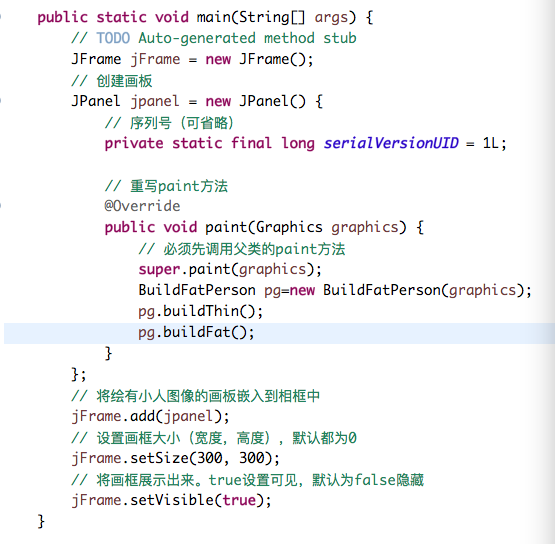 public static void main(String[] args) {
// TODO Auto-generated method stub
JFrame jFrame = new JFrame();
// 创建画板
JPanel jpanel = new JPanel() {
// 序列号（可省略）
private static final long serialVersionUID = 1L;
// 重写paint方法
@Override
public void paint(Graphics graphics) {
// 必须先调用父类的paint方法
super.paint(graphics);
BuildFatPerson pg=new BuildFatPerson(graphics);
pg.buildThin();
pg.buildFat();
}
};
// 将绘有小人图像的画板嵌入到相框中
jFrame.add(jpanel);
// 设置画框大小（宽度，高度），默认都为0
jFrame.setSize(300, 300);
// 将画框展示出来。true设置可见，默认为false隐藏
jFrame.setVisible(true);
}